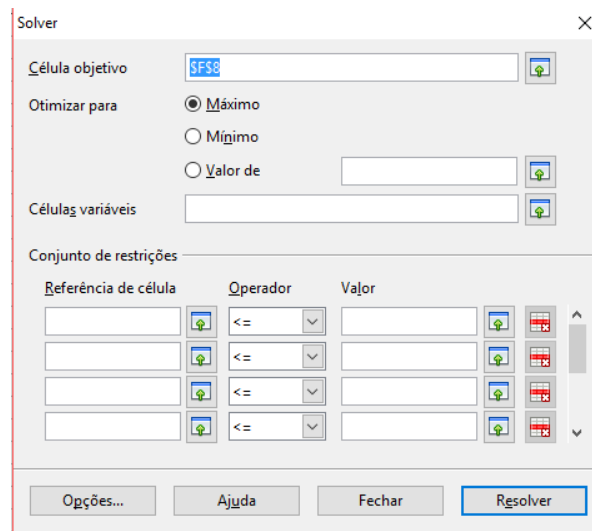 Solver
Célula objetivo $F$8
Otimizar para Máximo
Mínimo
Valor de
Células variáveis
Conjunto de restrições
Referência de célula Operador Valor
<=
<=
<=
<=
Opções... Ajuda Fechar Resolver